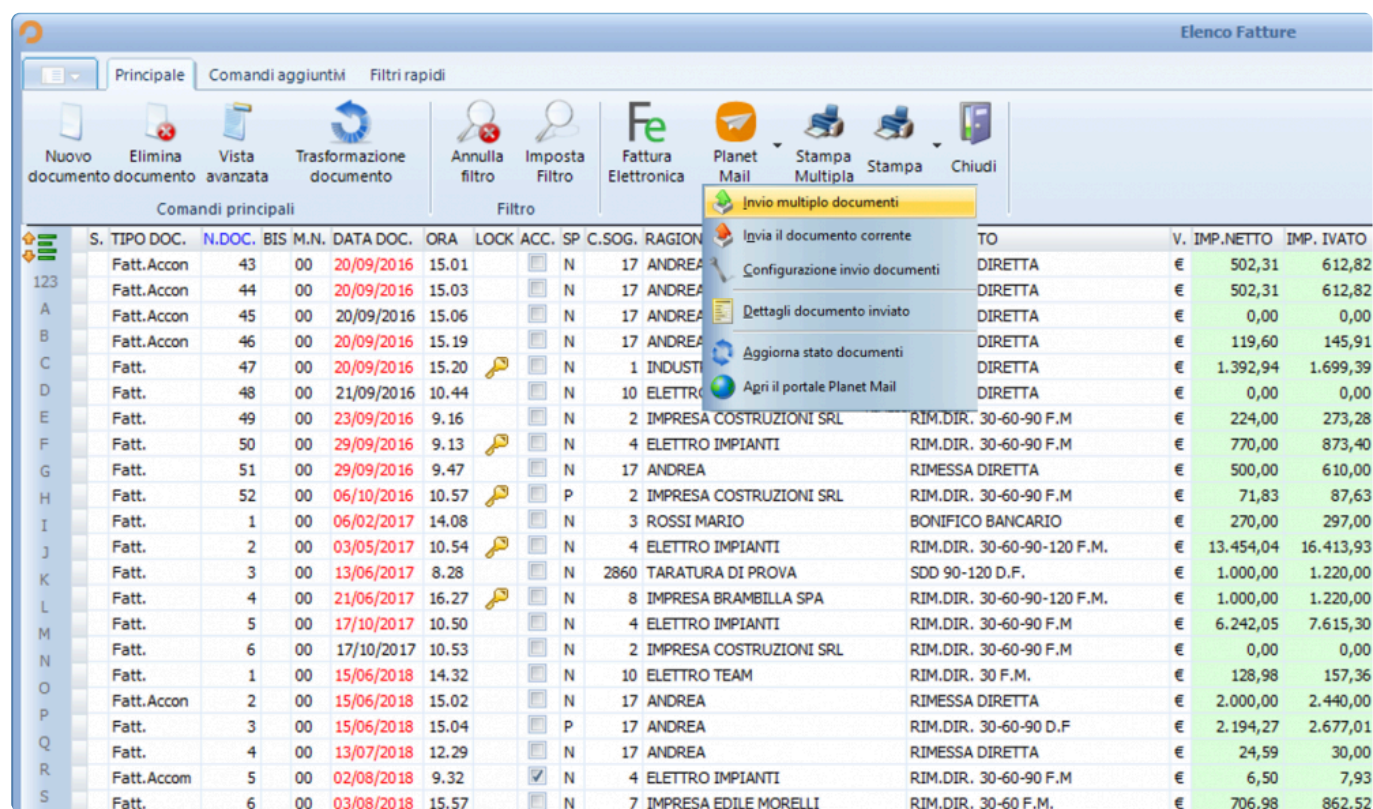 Elenco Fatture
Principale Comandi aggiuntivi Filtri rapidi
Nuovo documento Elimina documento Vista avanzata Trasformazione documento Annulla filtro Imposta Filtro Fe Fattura Elettronica Planet Mail Stampa Multipla Stampa Chiudi
Comandi principali Filtro
Invio multiplo documenti
Invia il documento corrente
Configurazione invio documenti
Dettagli documento inviato
Aggiorna stato documenti
Apri il portale Planet Mail
S. TIPO DOC. N.DOC. BIS M.N. DATA DOC. ORA LOCK ACC. SP C.SOG. RAGION TO V. IMP.NETTO IMP. IVATO
Fatt.Accon 43 00 20/09/2016 15.01 N 17 ANDREA DIRETTA € 502,31 612,82
123
Fatt.Accon 44 00 20/09/2016 15.03 N 17 ANDREA DIRETTA € 502,31 612,82
A
Fatt.Accon 45 00 20/09/2016 15.06 N 17 ANDREA DIRETTA € 0,00 0,00
B
Fatt.Accon 46 00 20/09/2016 15.19 N 17 ANDREA DIRETTA € 119,60 145,91
C
Fatt. 47 00 20/09/2016 15.20 N 1 INDUST DIRETTA € 1.392,94 1.699,39
D
Fatt. 48 00 21/09/2016 10.44 N 10 ELETTRO DIRETTA € 0,00 0,00
E
Fatt. 49 00 23/09/2016 9.16 N 2 IMPRESA COSTRUZIONI SRL RIM.DIR. 30-60-90 F.M € 224,00 273,28
F
Fatt. 50 00 29/09/2016 9.13 N 4 ELETTRO IMPIANTI RIM.DIR. 30-60-90 F.M € 770,00 873,40
G
Fatt. 51 00 29/09/2016 9.47 N 17 ANDREA RIMESSA DIRETTA € 500,00 610,00
H
Fatt. 52 00 06/10/2016 10.57 P 2 IMPRESA COSTRUZIONI SRL RIM.DIR. 30-60-90 F.M € 71,83 87,63
I
Fatt. 1 00 06/02/2017 14.08 N 3 ROSSI MARIO BONIFICO BANCARIO € 270,00 297,00
J
Fatt. 2 00 03/05/2017 10.54 N 4 ELETTRO IMPIANTI RIM.DIR. 30-60-90-120 F.M. € 13.454,04 16.413,93
K
Fatt. 3 00 13/06/2017 8.28 N 2860 TARATURA DI PROVA SDD 90-120 D.F. € 1.000,00 1.220,00
L
Fatt. 4 00 21/06/2017 16.27 N 8 IMPRESA BRAMBILLA SPA RIM.DIR. 30-60-90-120 F.M. € 1.000,00 1.220,00
M
Fatt. 5 00 17/10/2017 10.50 N 4 ELETTRO IMPIANTI RIM.DIR. 30-60-90 F.M € 6.242,05 7.615,30
N
Fatt. 6 00 17/10/2017 10.53 N 2 IMPRESA COSTRUZIONI SRL RIM.DIR. 30-60-90 F.M € 0,00 0,00
O
Fatt. 1 00 15/06/2018 14.32 N 10 ELETTRO TEAM RIM.DIR. 30 F.M. € 128,98 157,36
Fatt.Accon 2 00 15/06/2018 15.02 N 17 ANDREA RIMESSA DIRETTA € 2.000,00 2.440,00
P
Fatt. 3 00 15/06/2018 15.04 P 17 ANDREA RIM.DIR. 30-60-90 D.F € 2.194,27 2.677,01
Q
Fatt. 4 00 13/07/2018 12.29 N 17 ANDREA RIMESSA DIRETTA € 24,59 30,00
R
Fatt.Accom 5 00 02/08/2018 9.32 N 4 ELETTRO IMPIANTI RIM.DIR. 30-60-90 F.M € 6,50 7,93
S
Fatt. 6 00 03/08/2018 15.57 N 7 IMPRESA EDILE MORELLI RIM.DIR. 30-60 F.M. € 706,98 862,52